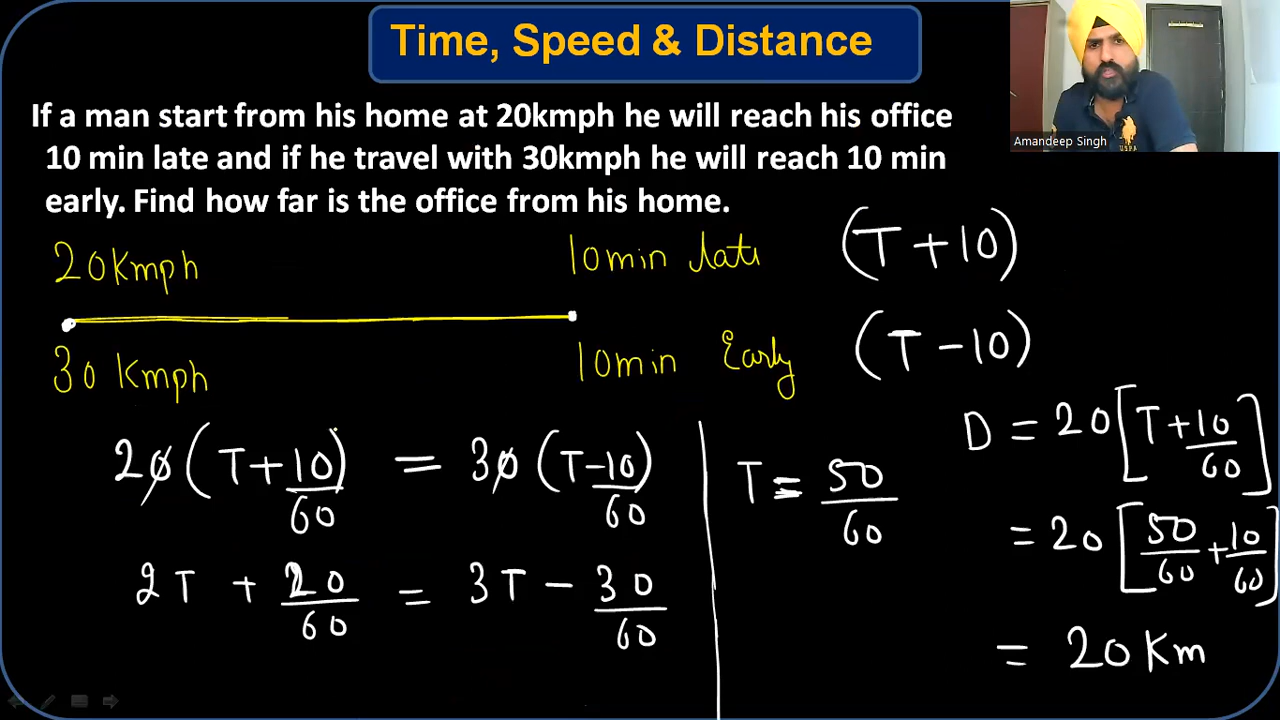 Time, Speed & Distance
Amandeep Singh
If a man start from his home at 20kmph he will reach his office
10 min late and if he travel with 30kmph he will reach 10 min
early. Find how far is the office from his home.
20Kmph 10min late (T+10)
30 Kmph 10min Early (T-10)
20(T+10/60) = 30(T-10/60)
2T + 20/60 = 3T - 30/60
T = 50/60
D = 20[T+10/60]
= 20[50/60+10/60]
= 20 Km